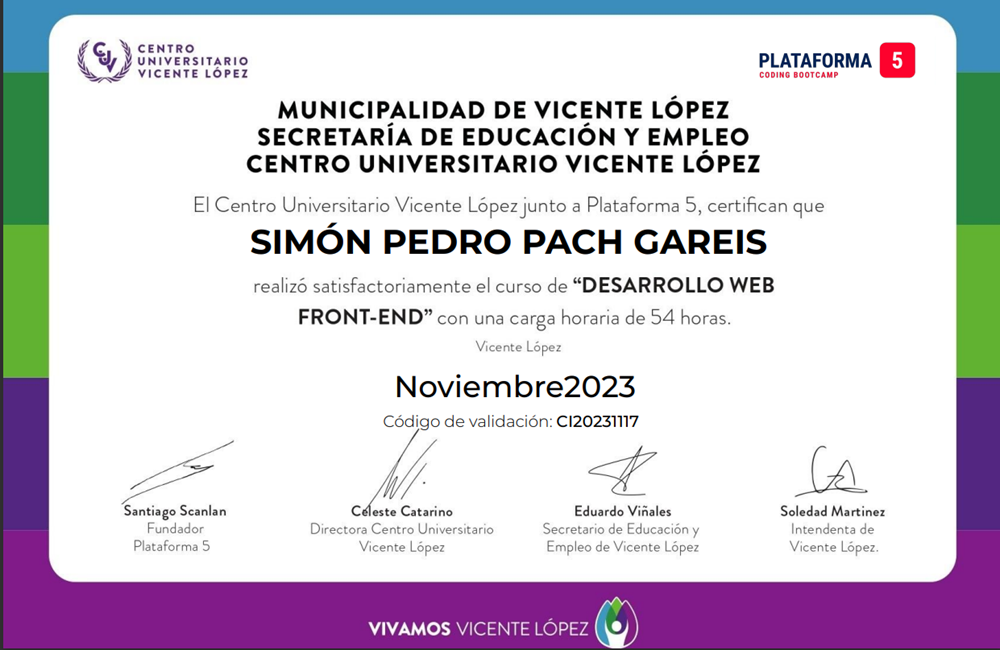 CENTRO
UNIVERSITARIO
VICENTE LÓPEZ
PLATAFORMA 5
CODING BOOTCAMP
MUNICIPALIDAD DE VICENTE LÓPEZ
SECRETARÍA DE EDUCACIÓN Y EMPLEO
CENTRO UNIVERSITARIO VICENTE LÓPEZ
El Centro Universitario Vicente López junto a Plataforma 5, certifican que
SIMÓN PEDRO PACH GAREIS
realizó satisfactoriamente el curso de “DESARROLLO WEB
FRONT-END” con una carga horaria de 54 horas.
Vicente López
Noviembre2023
Código de validación: CI20231117
Santiago Scanlan
Fundador
Plataforma 5
Celeste Catarino
Directora Centro Universitario
Vicente López
Eduardo Viñales
Secretario de Educación y
Empleo de Vicente López
Soledad Martinez
Intendenta de
Vicente López.
VIVAMOS VICENTE LÓPEZ